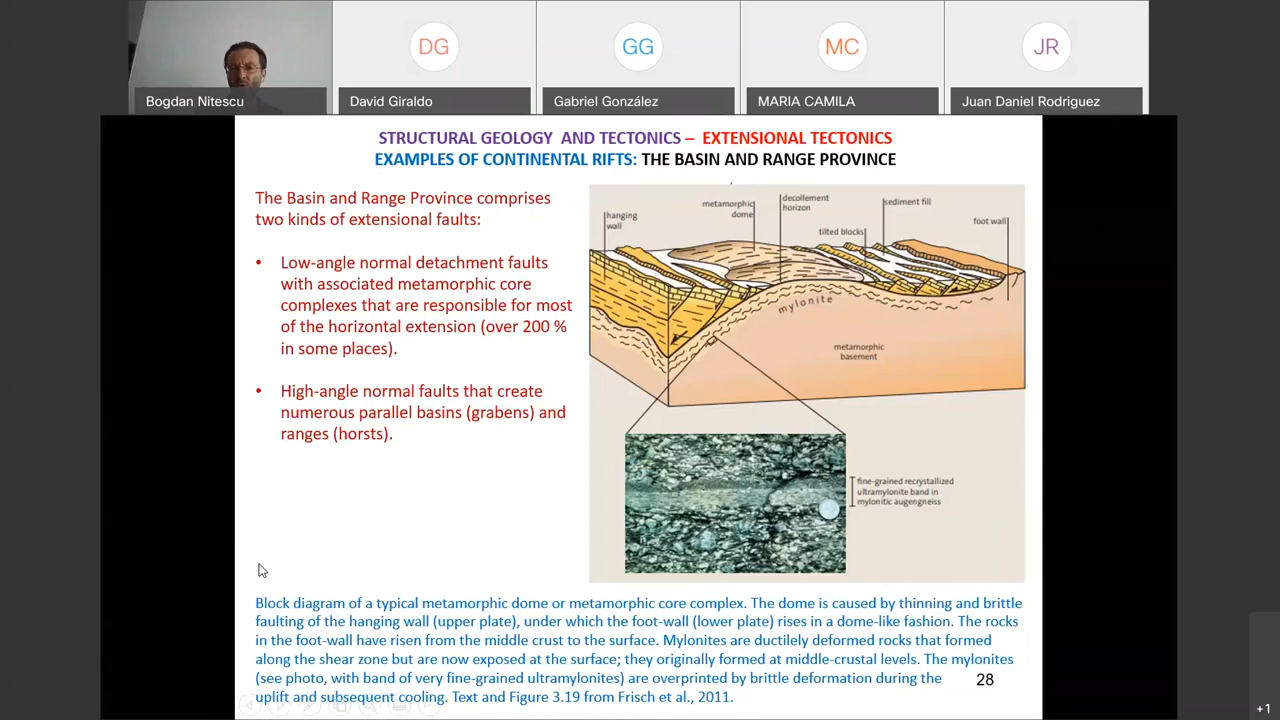 DG
GG
MC
JR
Bogdan Nitescu
David Giraldo
Gabriel González
MARIA CAMILA
Juan Daniel Rodriguez
STRUCTURAL GEOLOGY AND TECTONICS – EXTENSIONAL TECTONICS
EXAMPLES OF CONTINENTAL RIFTS: THE BASIN AND RANGE PROVINCE
The Basin and Range Province comprises
two kinds of extensional faults:
• Low-angle normal detachment faults
with associated metamorphic core
complexes that are responsible for most
of the horizontal extension (over 200 %
in some places).
• High-angle normal faults that create
numerous parallel basins (grabens) and
ranges (horsts).
hanging
wall
metamorphic
dome
decollement
horizon
tilted blocks
sediment fill
foot wall
mylonite
metamorphic
basement
fine-grained recrystallized
ultramylonite band in
mylonitic augengneiss
Block diagram of a typical metamorphic dome or metamorphic core complex. The dome is caused by thinning and brittle
faulting of the hanging wall (upper plate), under which the foot-wall (lower plate) rises in a dome-like fashion. The rocks
in the foot-wall have risen from the middle crust to the surface. Mylonites are ductilely deformed rocks that formed
along the shear zone but are now exposed at the surface; they originally formed at middle-crustal levels. The mylonites
(see photo, with band of very fine-grained ultramylonites) are overprinted by brittle deformation during the
uplift and subsequent cooling. Text and Figure 3.19 from Frisch et al., 2011.
28
+1